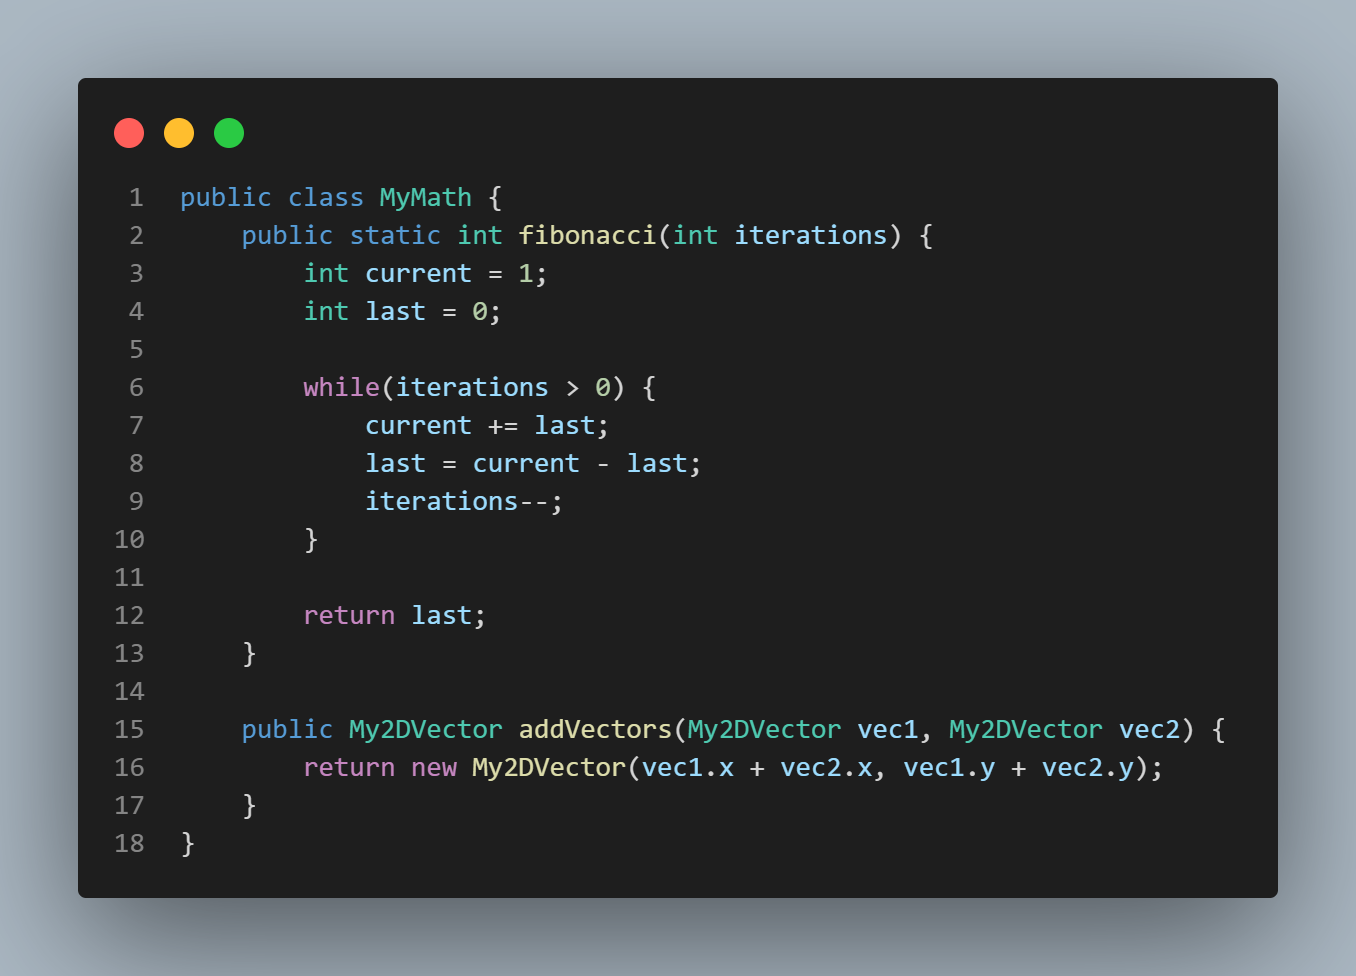 1 public class MyMath {
2     public static int fibonacci(int iterations) {
3         int current = 1;
4         int last = 0;
5
6         while(iterations > 0) {
7             current += last;
8             last = current - last;
9             iterations--;
10         }
11
12         return last;
13     }
14
15     public My2DVector addVectors(My2DVector vec1, My2DVector vec2) {
16         return new My2DVector(vec1.x + vec2.x, vec1.y + vec2.y);
17     }
18 }